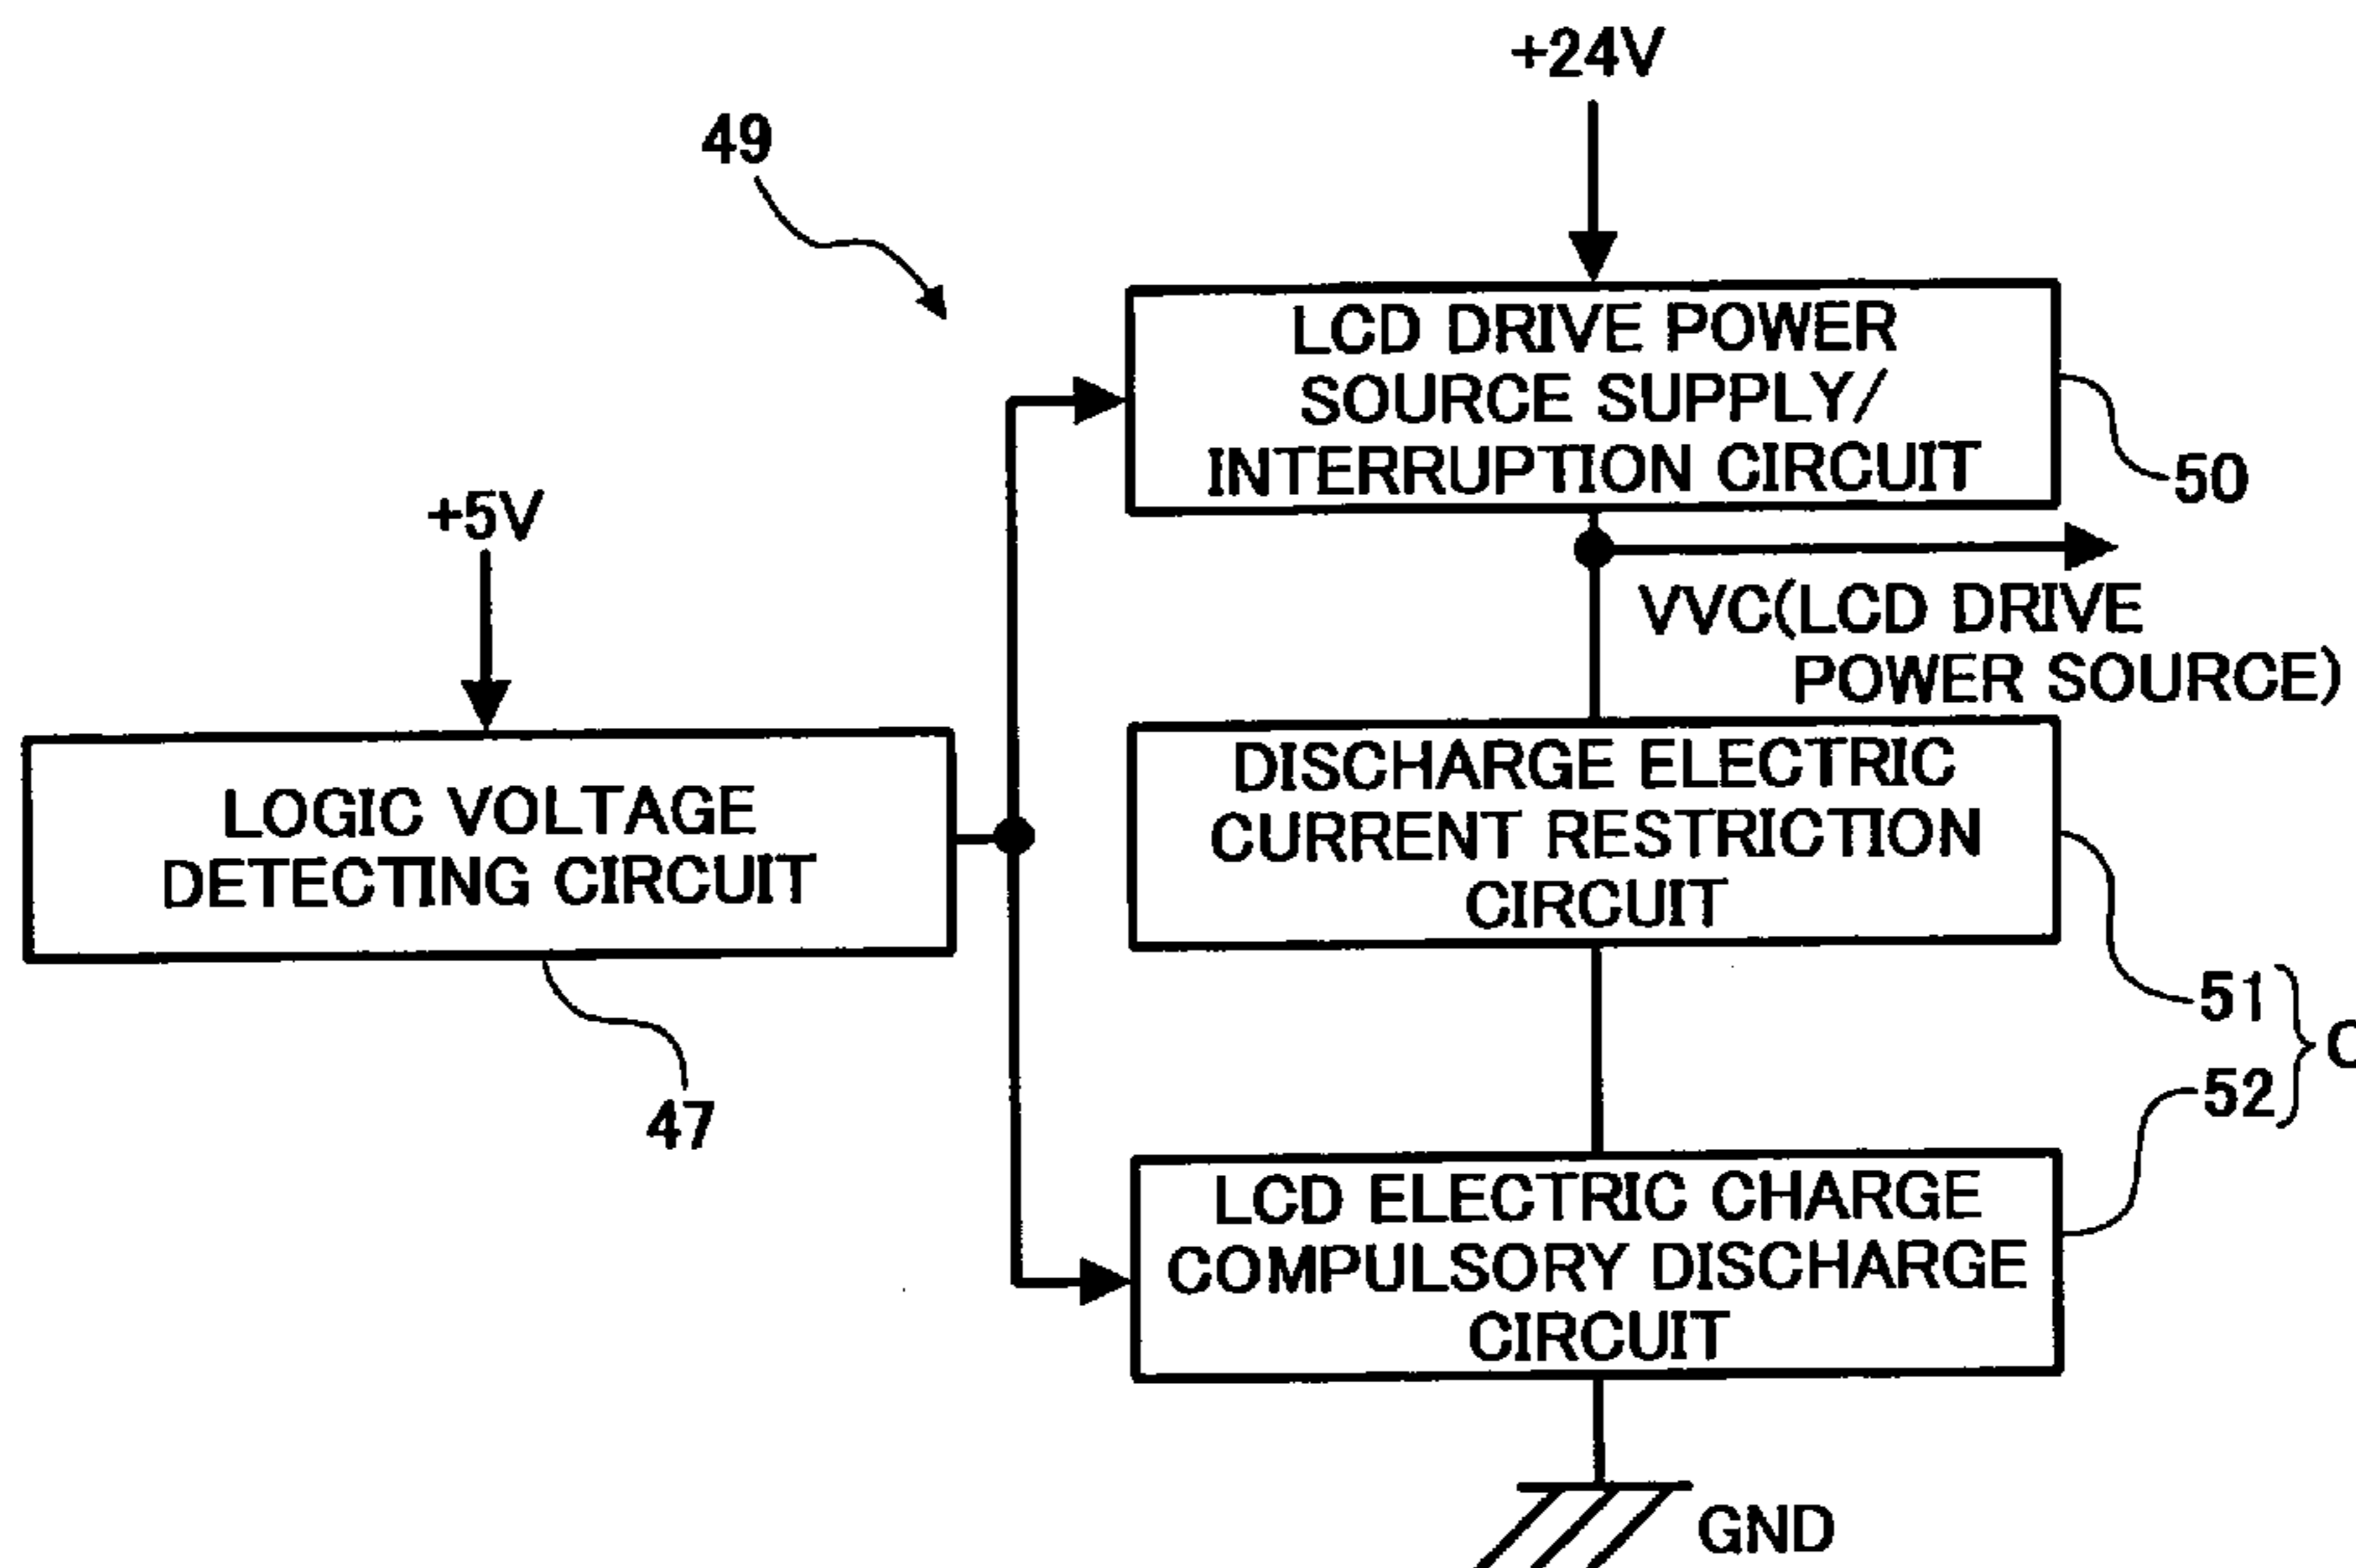 +24V
49
LCD DRIVE POWER
SOURCE SUPPLY/
INTERRUPTION CIRCUIT
50
+5V
VVC(LCD DRIVE
POWER SOURCE)
LOGIC VOLTAGE
DETECTING CIRCUIT
47
DISCHARGE ELECTRIC
CURRENT RESTRICTION
CIRCUIT
51
52
LCD ELECTRIC CHARGE
COMPULSORY DISCHARGE
CIRCUIT
GND